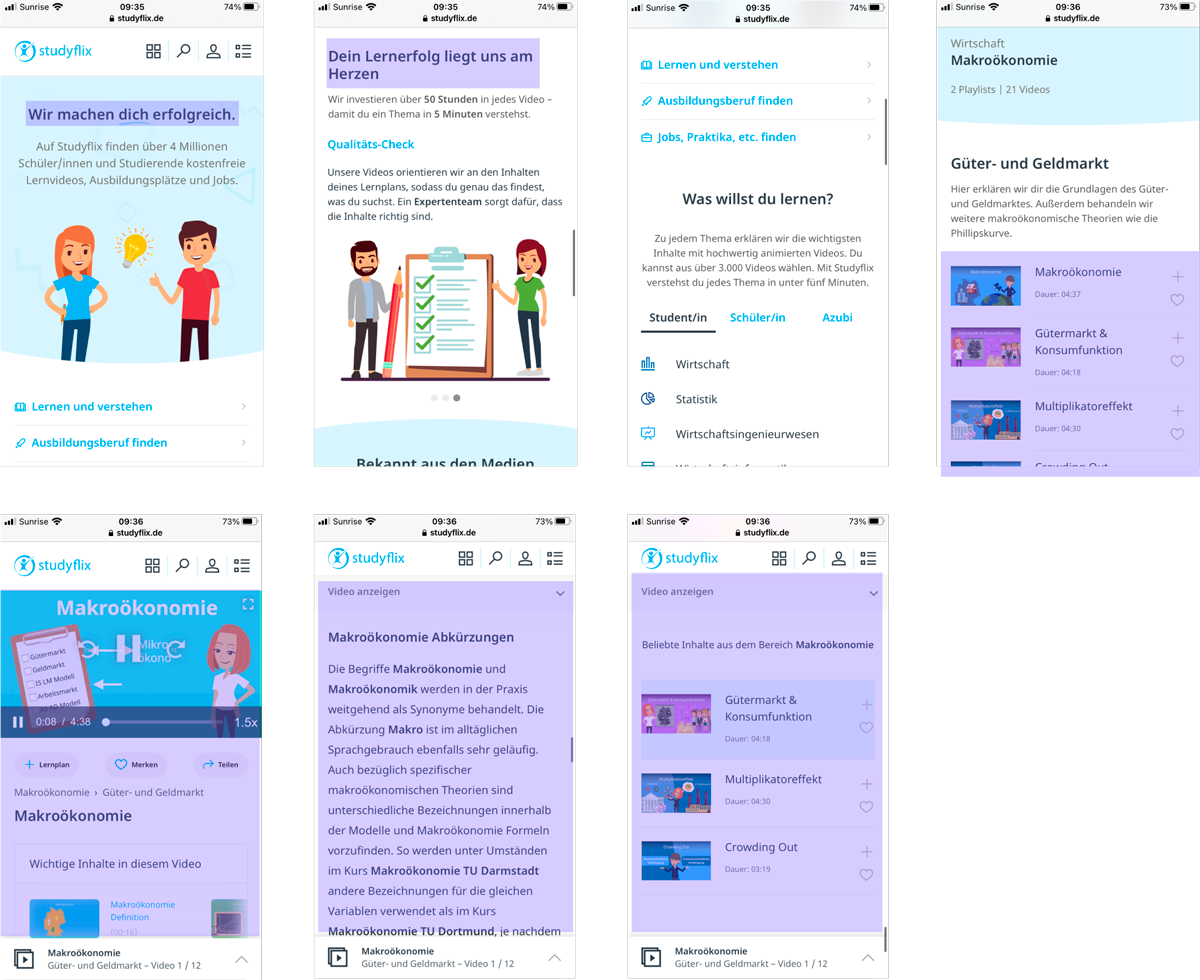 Sunrise 09:35 74%
studyflix.de
studyflix
Wir machen dich erfolgreich.
Auf Studyflix finden über 4 Millionen
Schüler/innen und Studierende kostenfreie
Lernvideos, Ausbildungsplätze und Jobs.
Lernen und verstehen
Ausbildungsberuf finden
Sunrise 09:35 74%
studyflix.de
Dein Lernerfolg liegt uns am
Herzen
Wir investieren über 50 Stunden in jedes Video –
damit du ein Thema in 5 Minuten verstehst.
Qualitäts-Check
Unsere Videos orientieren wir an den Inhalten
deines Lernplans, sodass du genau das findest,
was du suchst. Ein Expertenteam sorgt dafür, dass
die Inhalte richtig sind.
Bekannt aus den Medien
Sunrise 09:35 74%
studyflix.de
Lernen und verstehen
Ausbildungsberuf finden
Jobs, Praktika, etc. finden
Was willst du lernen?
Zu jedem Thema erklären wir die wichtigsten
Inhalte mit hochwertig animierten Videos. Du
kannst aus über 3.000 Videos wählen. Mit Studyflix
verstehst du jedes Thema in unter fünf Minuten.
Student/in Schüler/in Azubi
Wirtschaft
Statistik
Wirtschaftsingenieurwesen
Sunrise 09:36 73%
studyflix.de
Wirtschaft
Makroökonomie
2 Playlists | 21 Videos
Güter- und Geldmarkt
Hier erklären wir dir die Grundlagen des Güter-
und Geldmarktes. Außerdem behandeln wir
weitere makroökonomische Theorien wie die
Phillipskurve.
Makroökonomie
Dauer: 04:37
Gütermarkt &
Konsumfunktion
Dauer: 04:18
Multiplikatoreffekt
Dauer: 04:30
Crowding Out
Sunrise 09:36 73%
studyflix.de
studyflix
Makroökonomie
Gütermarkt
Geldmarkt
IS LM Modell
Arbeitsmarkt
AS AD Modell
Mikro
ökono
0:08 / 4:38 1.5x
Lernplan Merken Teilen
Makroökonomie › Güter- und Geldmarkt
Makroökonomie
Wichtige Inhalte in diesem Video
Makroökonomie
Definition
(00:16)
Makroökonomie
Güter- und Geldmarkt – Video 1 / 12
Sunrise 09:36 73%
studyflix.de
studyflix
Video anzeigen
Makroökonomie Abkürzungen
Die Begriffe Makroökonomie und
Makroökonomik werden in der Praxis
weitgehend als Synonyme behandelt. Die
Abkürzung Makro ist im alltäglichen
Sprachgebrauch ebenfalls sehr geläufig.
Auch bezüglich spezifischer
makroökonomischen Theorien sind
unterschiedliche Bezeichnungen innerhalb
der Modelle und Makroökonomie Formeln
vorzufinden. So werden unter Umständen
im Kurs Makroökonomie TU Darmstadt
andere Bezeichnungen für die gleichen
Variablen verwendet als im Kurs
Makroökonomie TU Dortmund, je nachdem
Makroökonomie
Güter- und Geldmarkt – Video 1 / 12
Sunrise 09:36 73%
studyflix.de
studyflix
Video anzeigen
Beliebte Inhalte aus dem Bereich Makroökonomie
Gütermarkt &
Konsumfunktion
Dauer: 04:18
Multiplikatoreffekt
Dauer: 04:30
Crowding Out
Crowding Out
Dauer: 03:19
Makroökonomie
Güter- und Geldmarkt – Video 1 / 12